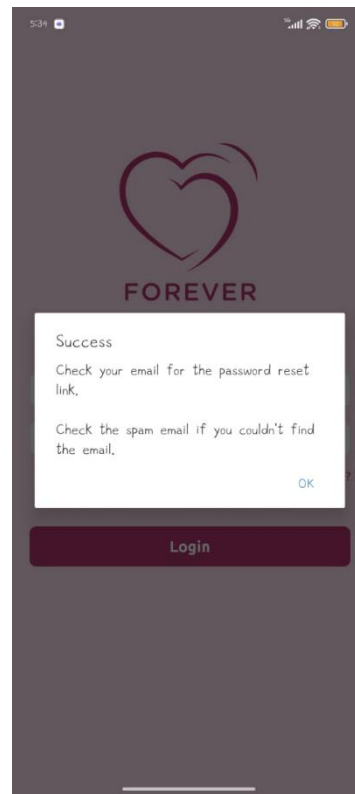 5:34
5G
FOREVER
Success
Check your email for the password reset
link.
Check the spam email if you couldn't find
the email.
OK
?
Login